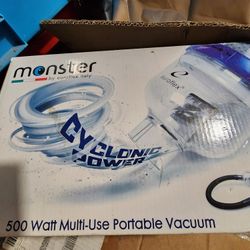 monster
by euroflex italy
CYCLONIC
POWER
500 Watt Multi-Use Portable Vacuum